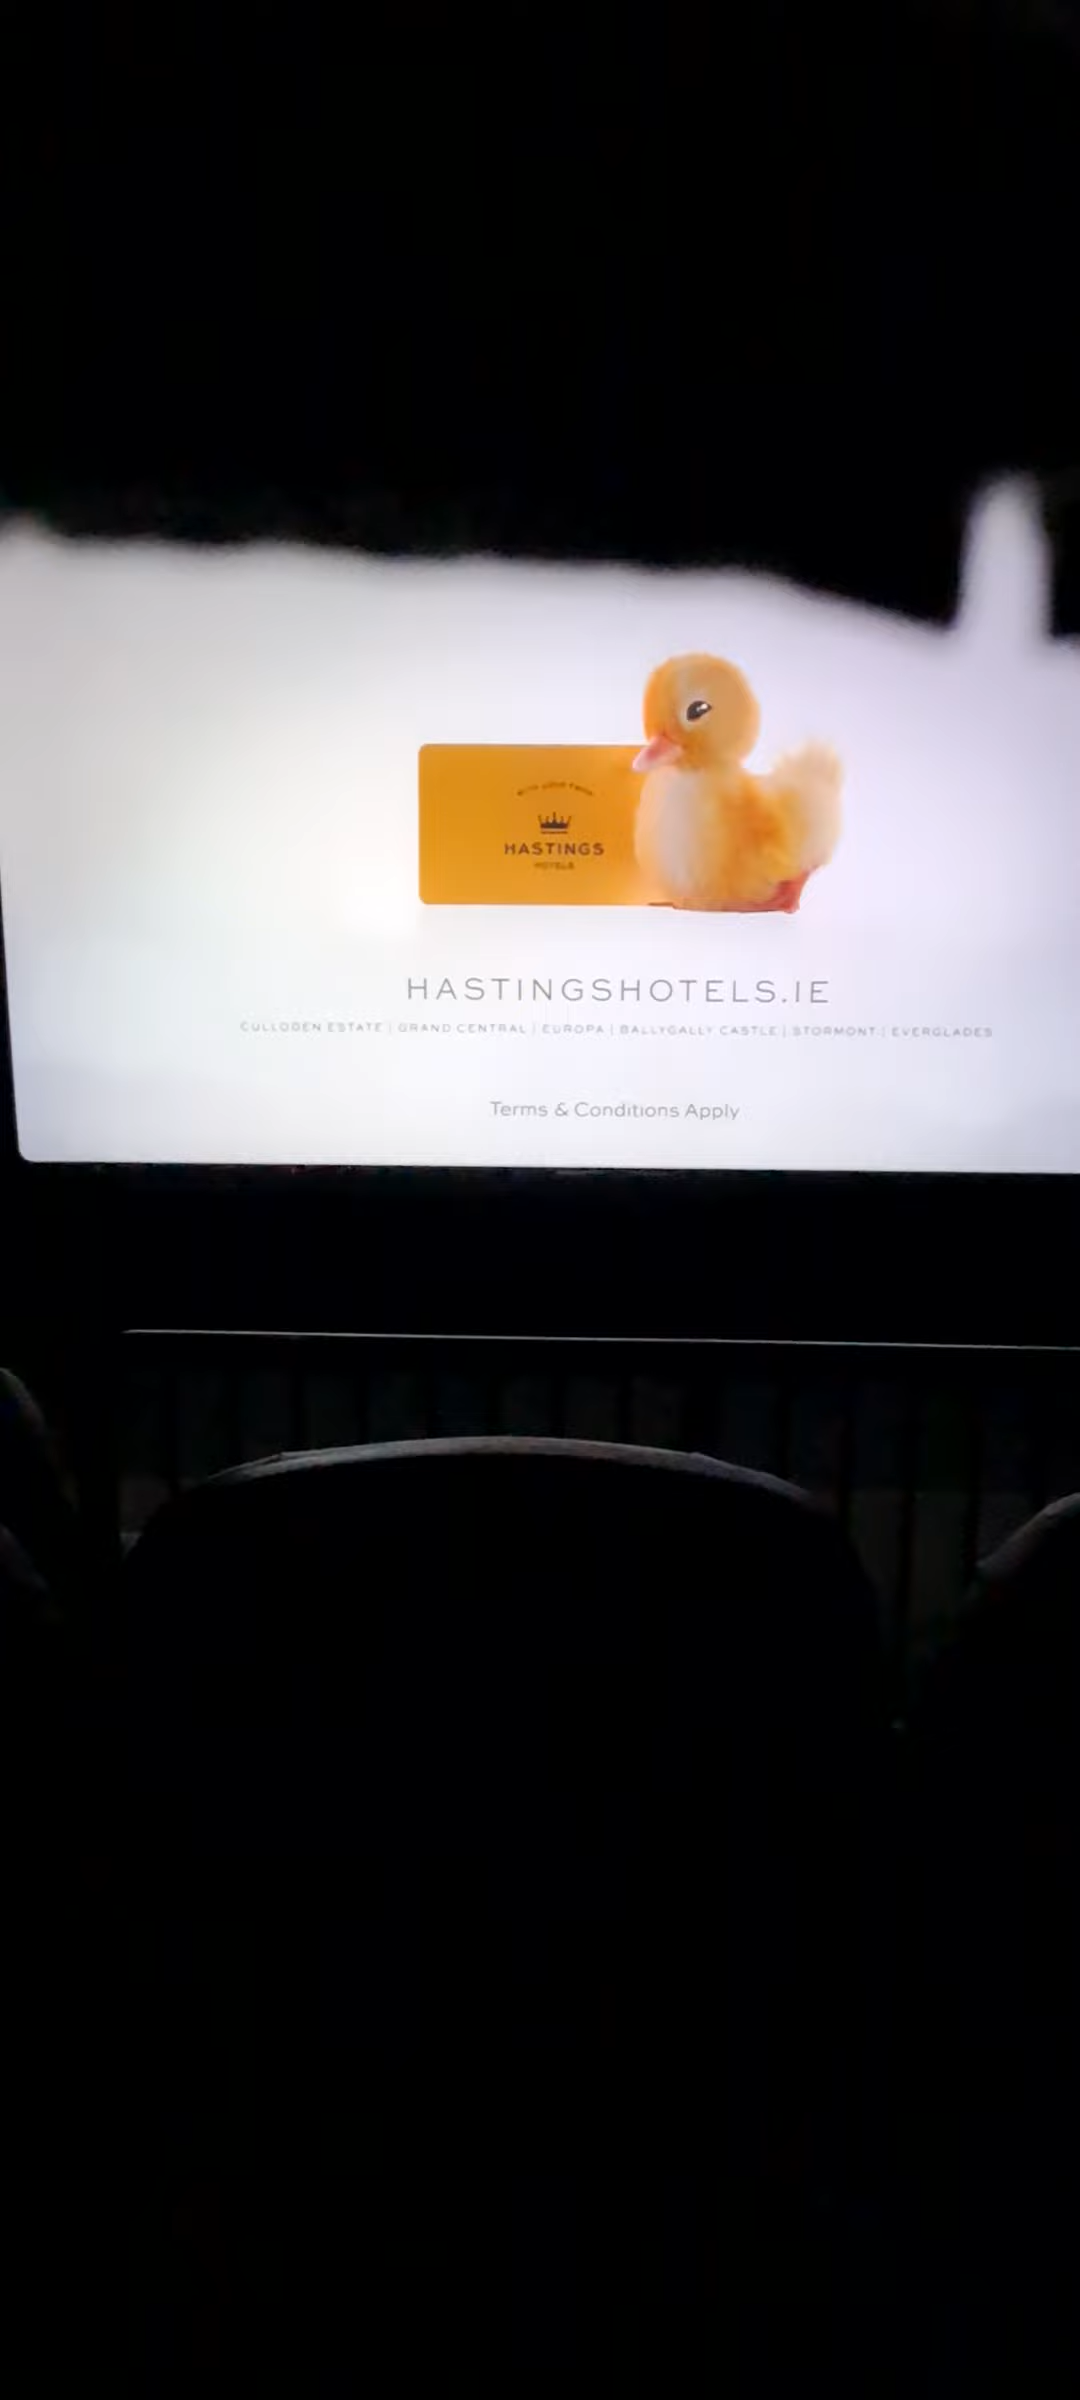 HASTINGS
HOTELS
HASTINGSHOTELS.IE
CULLODEN ESTATE | GRAND CENTRAL | EUROPA | BALLYGALLY CASTLE | STORMONT | EVERGLADES
Terms & Conditions Apply